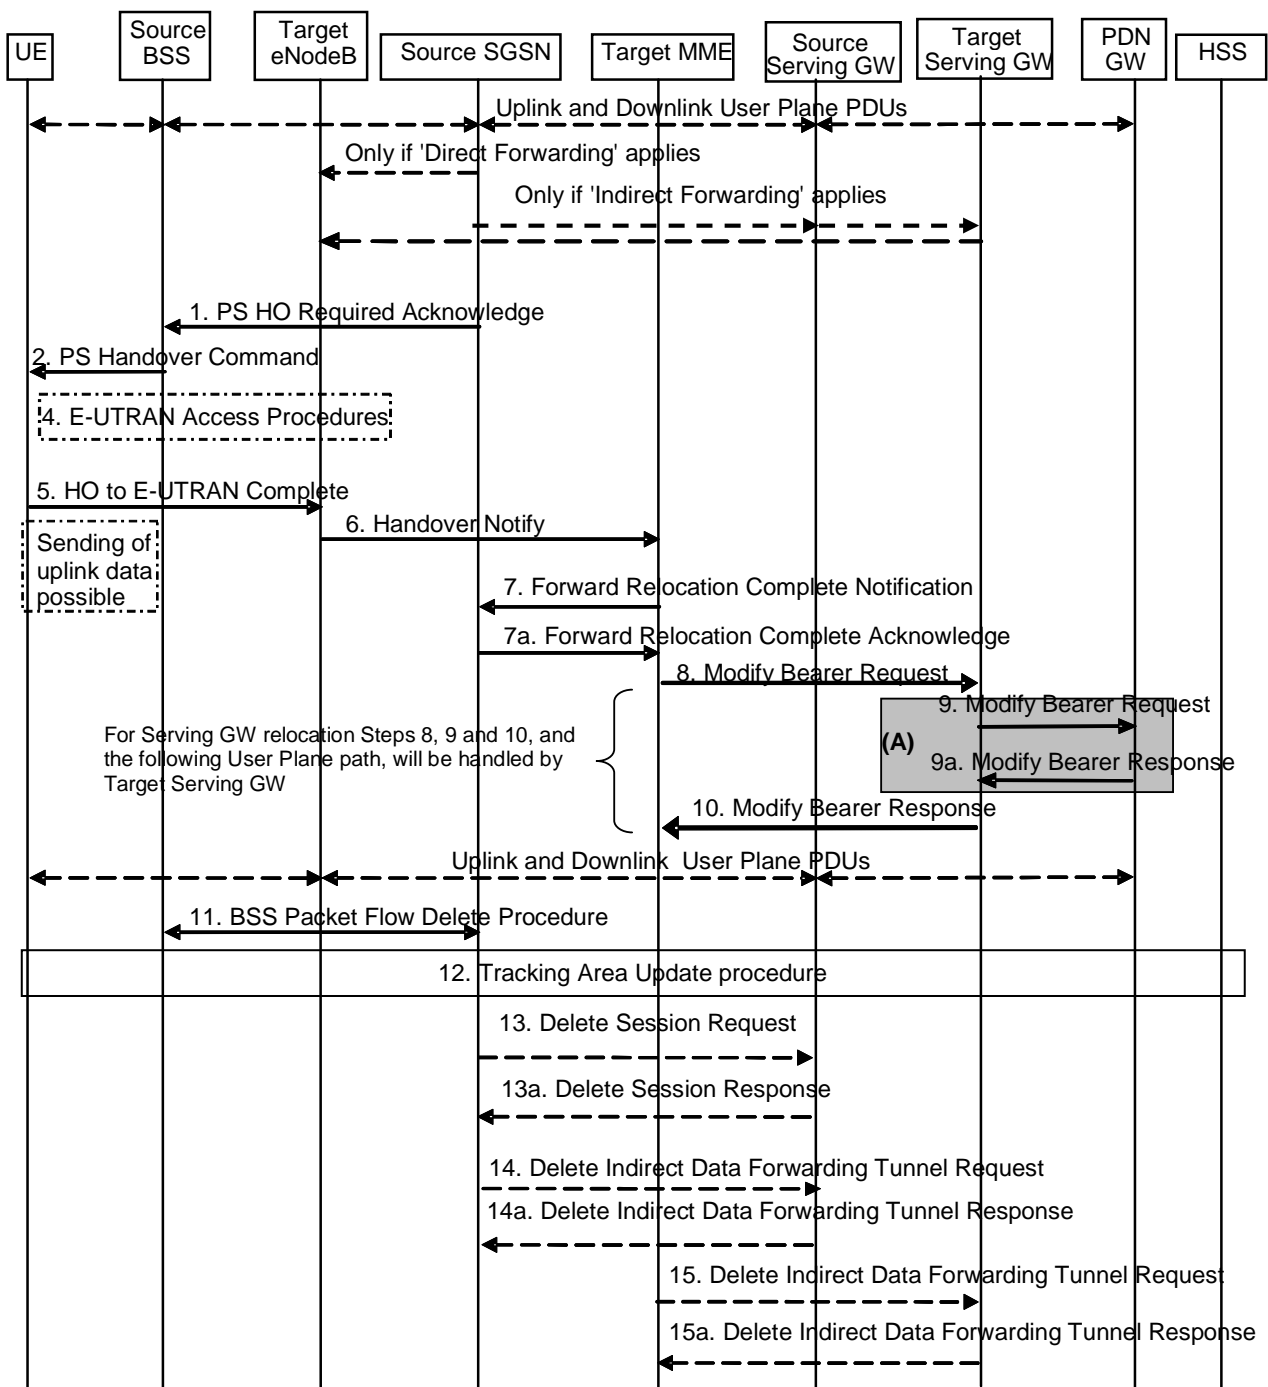 UE
Source
BSS
Target
eNodeB
Source SGSN
Target MME
Source
Serving GW
Target
Serving GW
PDN
GW
HSS
Uplink and Downlink User Plane PDUs
Only if 'Direct Forwarding' applies
Only if 'Indirect Forwarding' applies
1. PS HO Required Acknowledge
2. PS Handover Command
4. E-UTRAN Access Procedures
5. HO to E-UTRAN Complete
6. Handover Notify
Sending of
uplink data
possible
7. Forward Relocation Complete Notification
7a. Forward Relocation Complete Acknowledge
8. Modify Bearer Request
9. Modify Bearer Request
(A)
9a. Modify Bearer Response
For Serving GW relocation Steps 8, 9 and 10, and
the following User Plane path, will be handled by
Target Serving GW
10. Modify Bearer Response
Uplink and Downlink User Plane PDUs
11. BSS Packet Flow Delete Procedure
12. Tracking Area Update procedure
13. Delete Session Request
13a. Delete Session Response
14. Delete Indirect Data Forwarding Tunnel Request
14a. Delete Indirect Data Forwarding Tunnel Response
15. Delete Indirect Data Forwarding Tunnel Request
15a. Delete Indirect Data Forwarding Tunnel Response